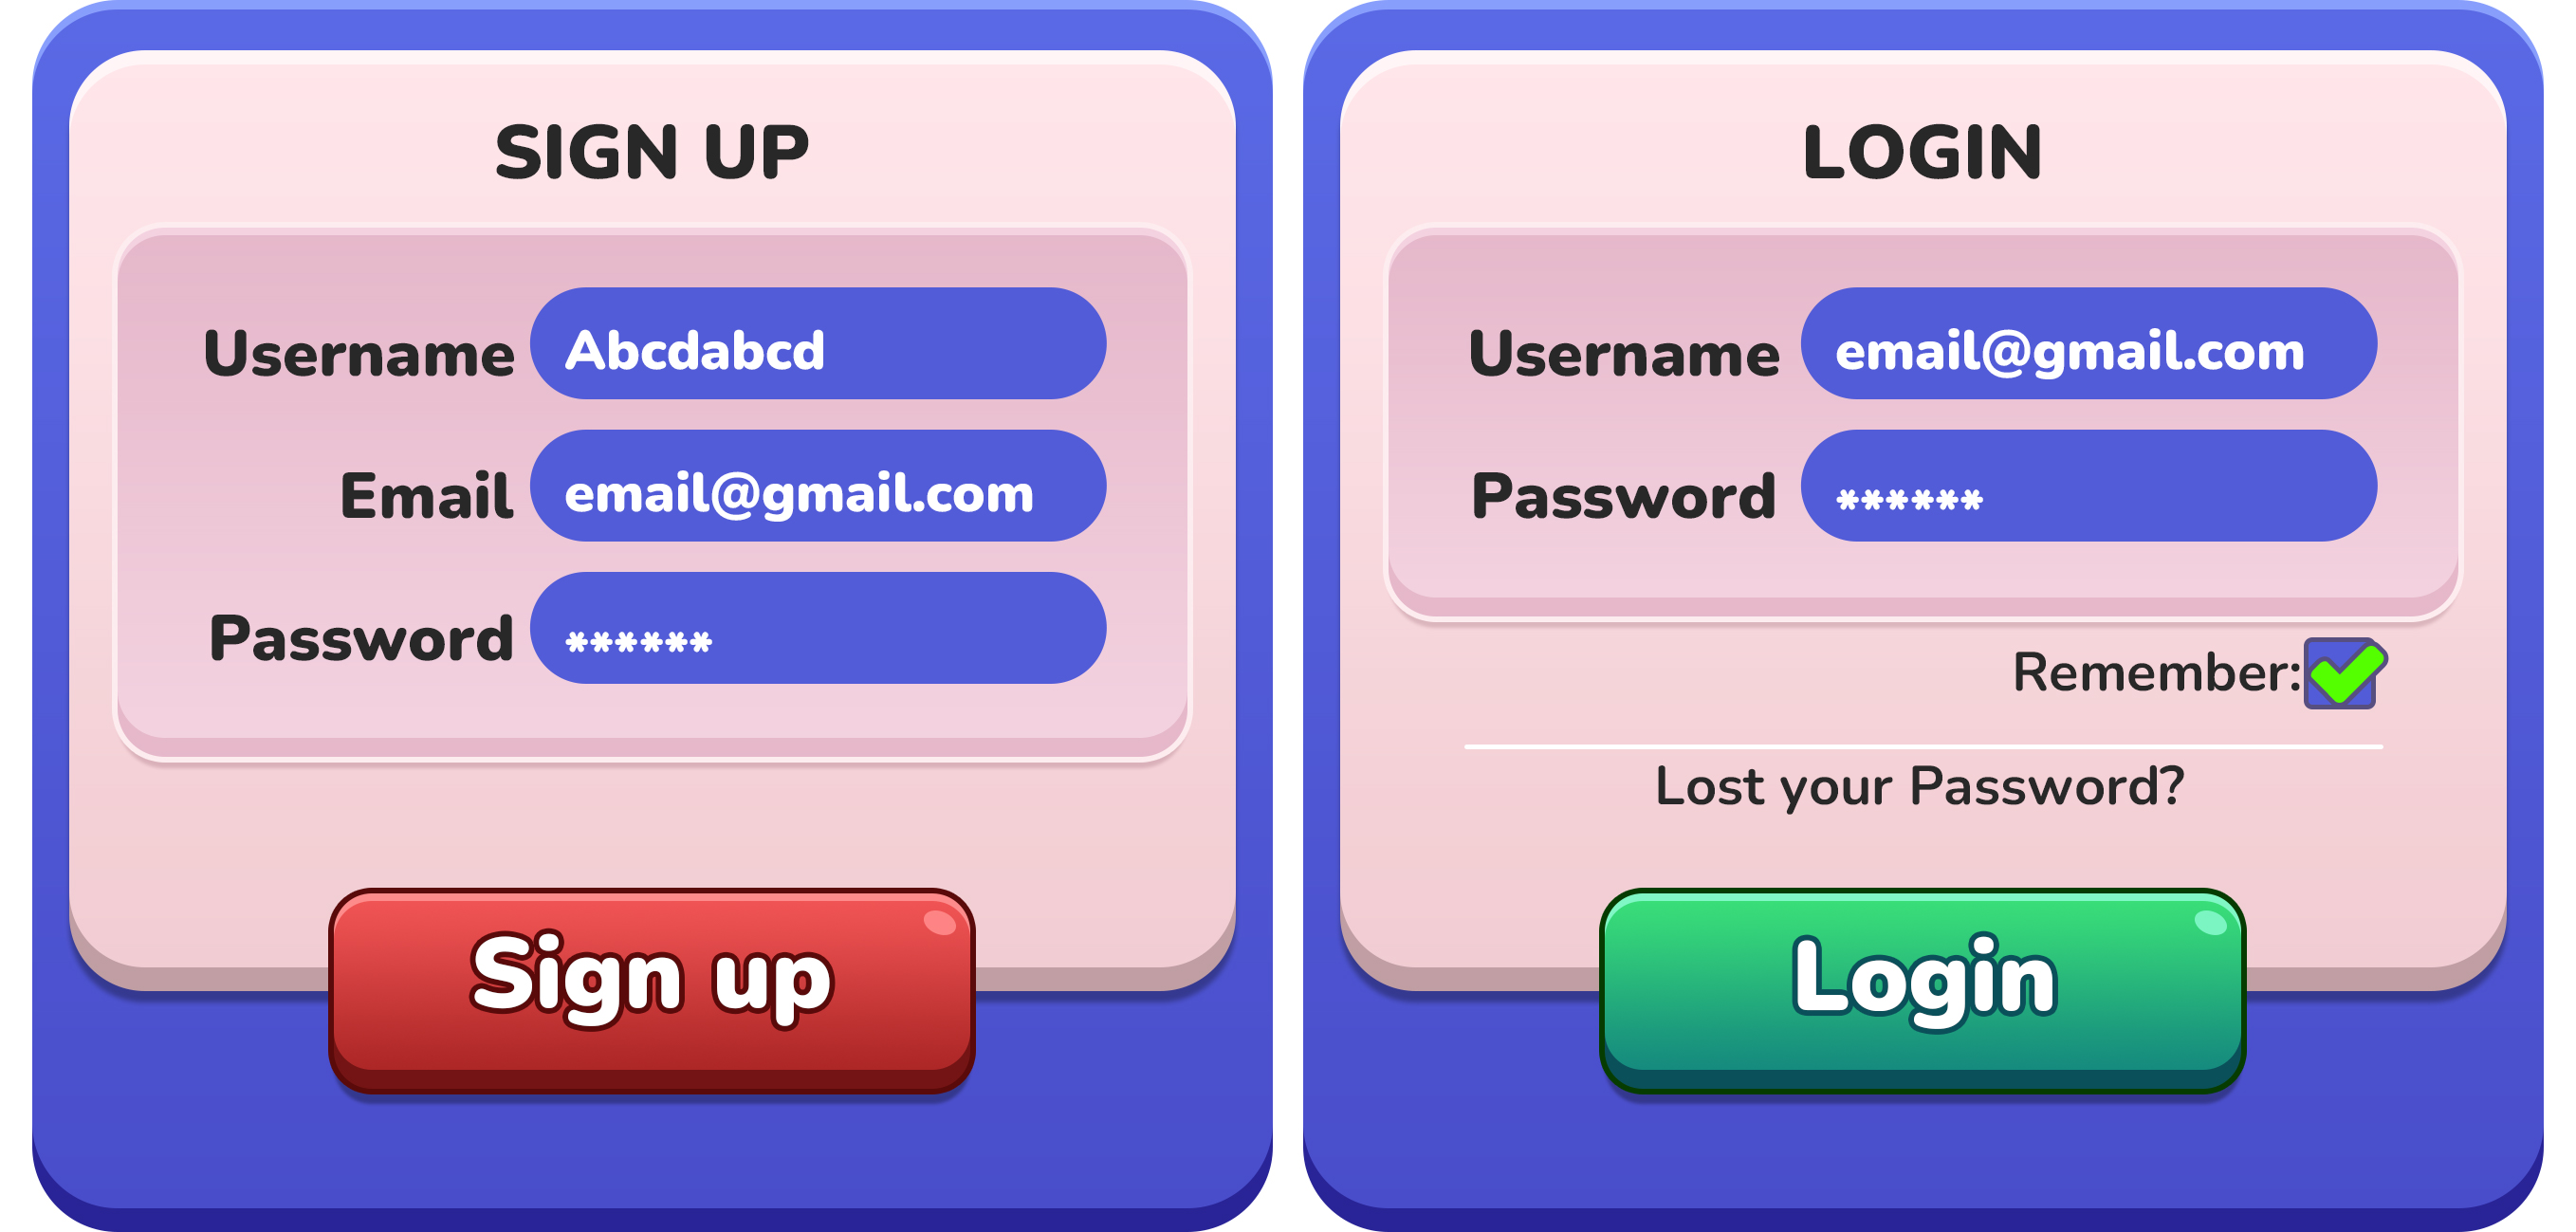 SIGN UP
Username Abcdabcd
Email email@gmail.com
Password ******
Sign up
LOGIN
Username email@gmail.com
Password ******
Remember:
Lost your Password?
Login